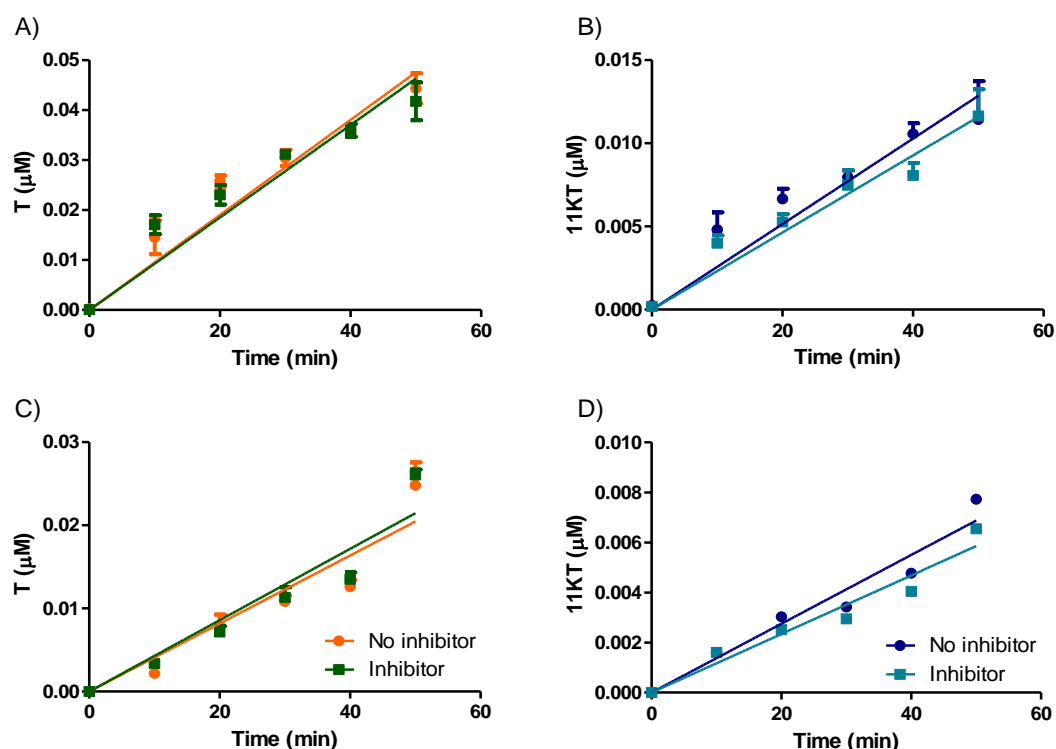 A)
0.05
0.04
0.03
0.02
0.01
0.00
T (μM)
0
20
40
60
Time (min)
B)
0.015
0.010
0.005
0.000
11KT (μM)
0
20
40
60
Time (min)
C)
0.03
0.02
0.01
0.00
T (μM)
No inhibitor
Inhibitor
0
20
40
60
Time (min)
D)
0.010
0.008
0.006
0.004
0.002
0.000
11KT (μM)
No inhibitor
Inhibitor
0
20
40
60
Time (min)